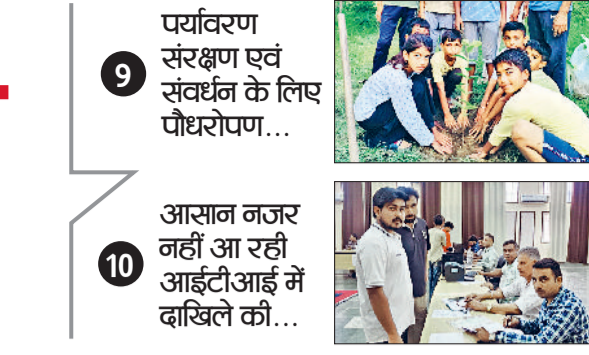 9
पर्यावरण
संरक्षण एवं
संवर्धन के लिए
पौधरोपण...
10
आसान नजर
नहीं आ रही
आईटीआई में
दाखिले की...